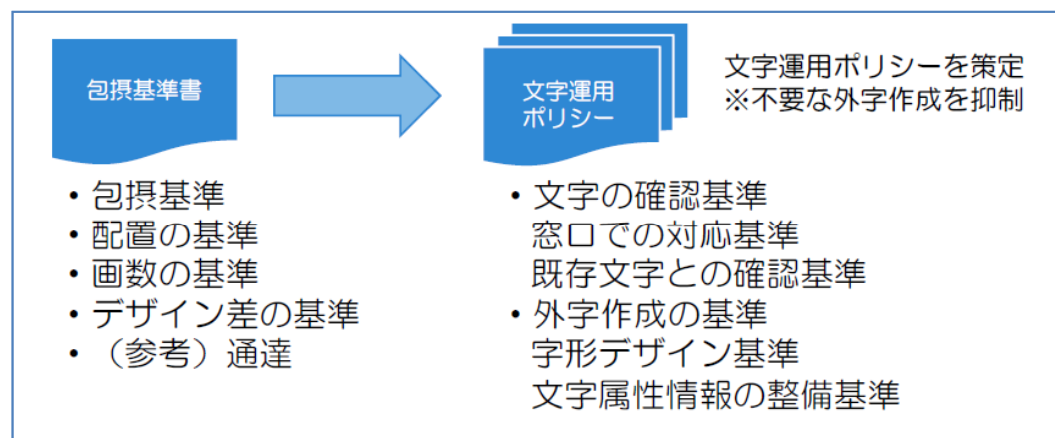 包摂基準書
文字運用
ポリシー
文字運用ポリシーを策定
※不要な外字作成を抑制
・包摂基準
・配置の基準
・画数の基準
・デザイン差の基準
・（参考）通達
・文字の確認基準
窓口での対応基準
既存文字との確認基準
・外字作成の基準
字形デザイン基準
文字属性情報の整備基準